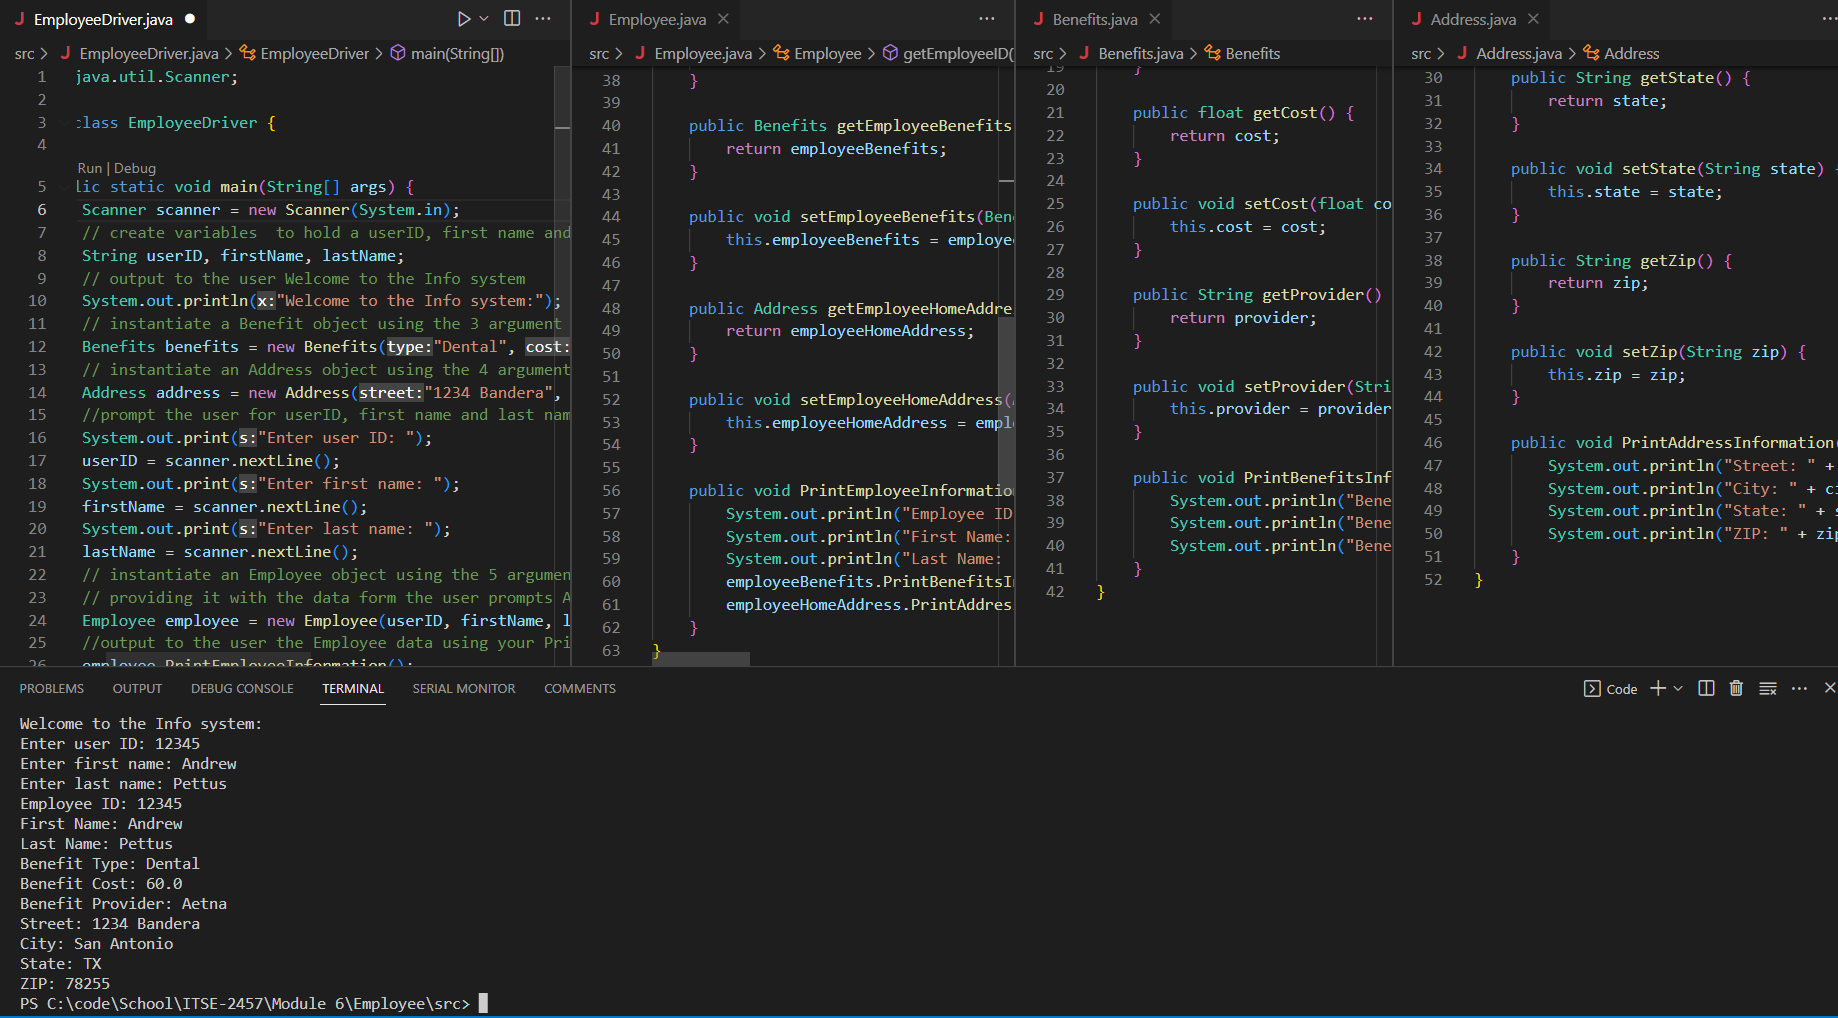 EmployeeDriver.java
src > EmployeeDriver.java > EmployeeDriver > main(String[])
1 java.util.Scanner;
2
3 class EmployeeDriver {
4
Run | Debug
5 lic static void main(String[] args) {
6 Scanner scanner = new Scanner(System.in);
7 // create variables  to hold a userID, first name and
8 String userID, firstName, lastName;
9 // output to the user Welcome to the Info system
10 System.out.println(x:"Welcome to the Info system:");
11 // instantiate a Benefit object using the 3 argument
12 Benefits benefits = new Benefits(type:"Dental", cost:
13 // instantiate an Address object using the 4 argument
14 Address address = new Address(street:"1234 Bandera",
15 //prompt the user for userID, first name and last nam
16 System.out.print(s:"Enter user ID: ");
17 userID = scanner.nextLine();
18 System.out.print(s:"Enter first name: ");
19 firstName = scanner.nextLine();
20 System.out.print(s:"Enter last name: ");
21 lastName = scanner.nextLine();
22 // instantiate an Employee object using the 5 argumen
23 // providing it with the data form the user prompts A
24 Employee employee = new Employee(userID, firstName, l
25 //output to the user the Employee data using your Pri
26 employee.PrintEmployeeInformation();
Employee.java
src > Employee.java > Employee > getEmployeeID(
38 }
39
40 public Benefits getEmployeeBenefits
41 return employeeBenefits;
42 }
43
44 public void setEmployeeBenefits(Ben
45 this.employeeBenefits = employee
46 }
47
48 public Address getEmployeeHomeAddre
49 return employeeHomeAddress;
50 }
51
52 public void setEmployeeHomeAddress(A
53 this.employeeHomeAddress = empl
54 }
55
56 public void PrintEmployeeInformatio
57 System.out.println("Employee ID
58 System.out.println("First Name:
59 System.out.println("Last Name:
60 employeeBenefits.PrintBenefitsI
61 employeeHomeAddress.PrintAddres
62 }
63 }
Benefits.java
src > Benefits.java > Benefits
19 }
20
21 public float getCost() {
22 return cost;
23 }
24
25 public void setCost(float co
26 this.cost = cost;
27 }
28
29 public String getProvider()
30 return provider;
31 }
32
33 public void setProvider(Stri
34 this.provider = provider
35 }
36
37 public void PrintBenefitsInf
38 System.out.println("Bene
39 System.out.println("Bene
40 System.out.println("Bene
41 }
42 }
Address.java
src > Address.java > Address
30 public String getState() {
31 return state;
32 }
33
34 public void setState(String state) {
35 this.state = state;
36 }
37
38 public String getZip() {
39 return zip;
40 }
41
42 public void setZip(String zip) {
43 this.zip = zip;
44 }
45
46 public void PrintAddressInformation(
47 System.out.println("Street: " +
48 System.out.println("City: " + ci
49 System.out.println("State: " + s
50 System.out.println("ZIP: " + zip
51 }
52 }
PROBLEMS OUTPUT DEBUG CONSOLE TERMINAL SERIAL MONITOR COMMENTS
Code
Welcome to the Info system:
Enter user ID: 12345
Enter first name: Andrew
Enter last name: Pettus
Employee ID: 12345
First Name: Andrew
Last Name: Pettus
Benefit Type: Dental
Benefit Cost: 60.0
Benefit Provider: Aetna
Street: 1234 Bandera
City: San Antonio
State: TX
ZIP: 78255
PS C:\code\School\ITSE-2457\Module 6\Employee\src>